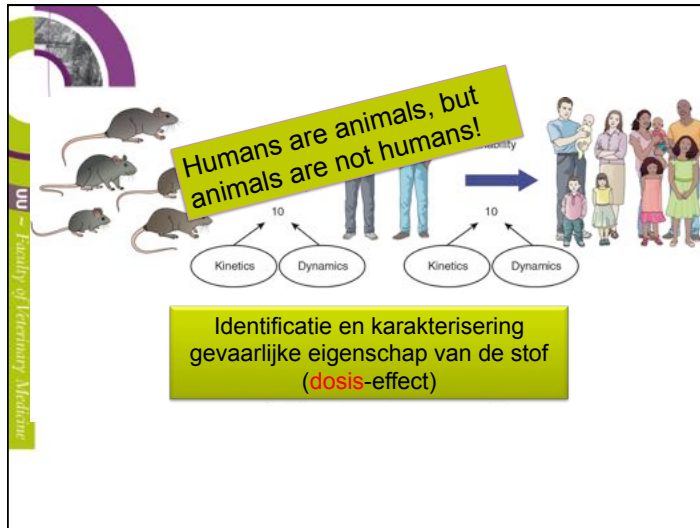 Humans are animals, but
animals are not humans!
10
10
Kinetics
Dynamics
Kinetics
Dynamics
Identificatie en karakterisering
gevaarlijke eigenschap van de stof
(dosis-effect)
UU ~ Faculty of Veterinary Medicine